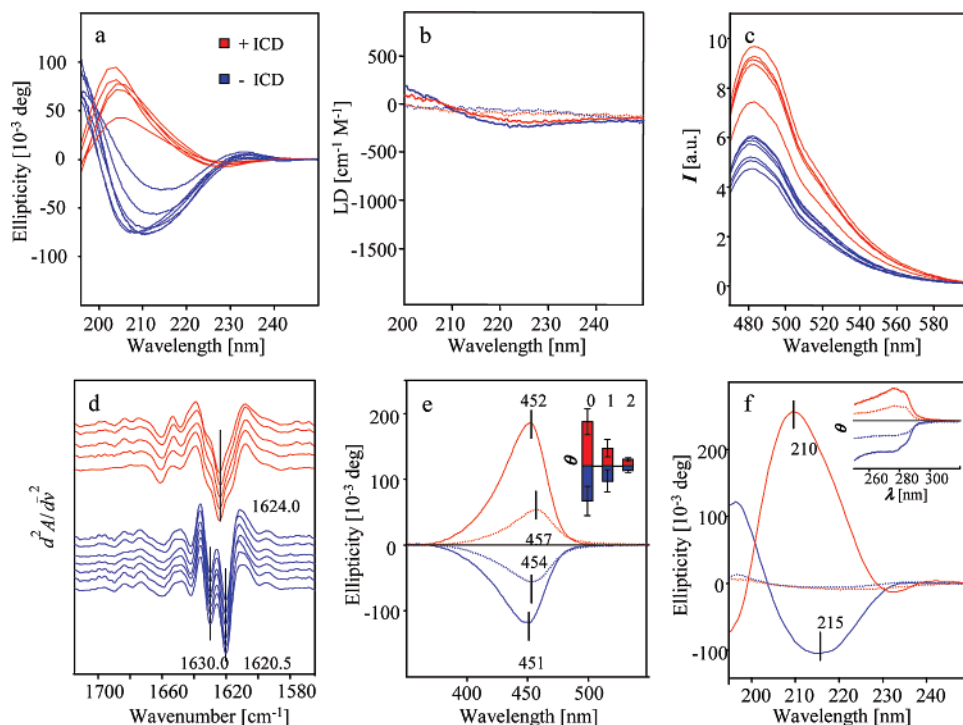 a
+ ICD
- ICD
100
50
0
-50
-100
200 210 220 230 240
Ellipticity [10⁻³ deg]
Wavelength [nm]
b
500
0
-500
-1000
-1500
200 210 220 230 240
LD [cm⁻¹ M⁻¹]
Wavelength [nm]
c
10
8
6
4
2
0
480 500 520 540 560 580
I [a.u.]
Wavelength [nm]
d
1624.0
1630.0 1620.5
1700 1660 1620 1580
d²A/dν̄²
Wavenumber [cm⁻¹]
e
452
0 1 2
θ
457
454
451
200
100
0
-100
400 450 500
Ellipticity [10⁻³ deg]
Wavelength [nm]
f
210
215
θ
260 280 300 320
λ [nm]
200
100
0
-100
200 210 220 230 240
Ellipticity [10⁻³ deg]
Wavelength [nm]